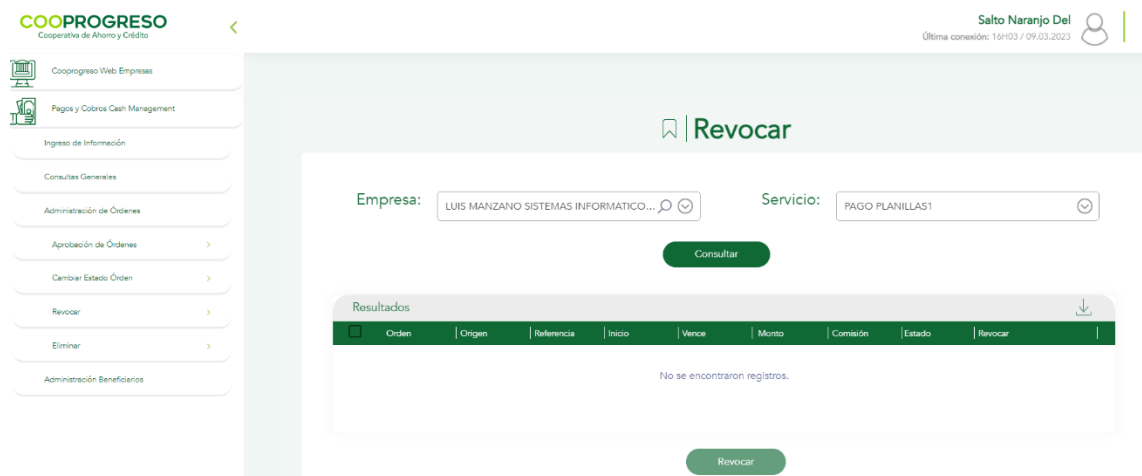 COOPROGRESO
Cooperativa de Ahorro y Crédito
Salto Naranjo Del
Última conexión: 16H03 / 09.03.2023
Cooprogreso Web Empresas
Pagos y Cobros Cash Management
Ingreso de Información
Consultas Generales
Administración de Órdenes
Aprobación de Órdenes
Cambiar Estado Órden
Revocar
Eliminar
Administración Beneficiarios
Revocar
Empresa: LUIS MANZANO SISTEMAS INFORMATICO... Servicio: PAGO PLANILLAS1
Consultar
Resultados
Orden Origen Referencia Inicio Vence Monto Comisión Estado Revocar
No se encontraron registros.
Revocar